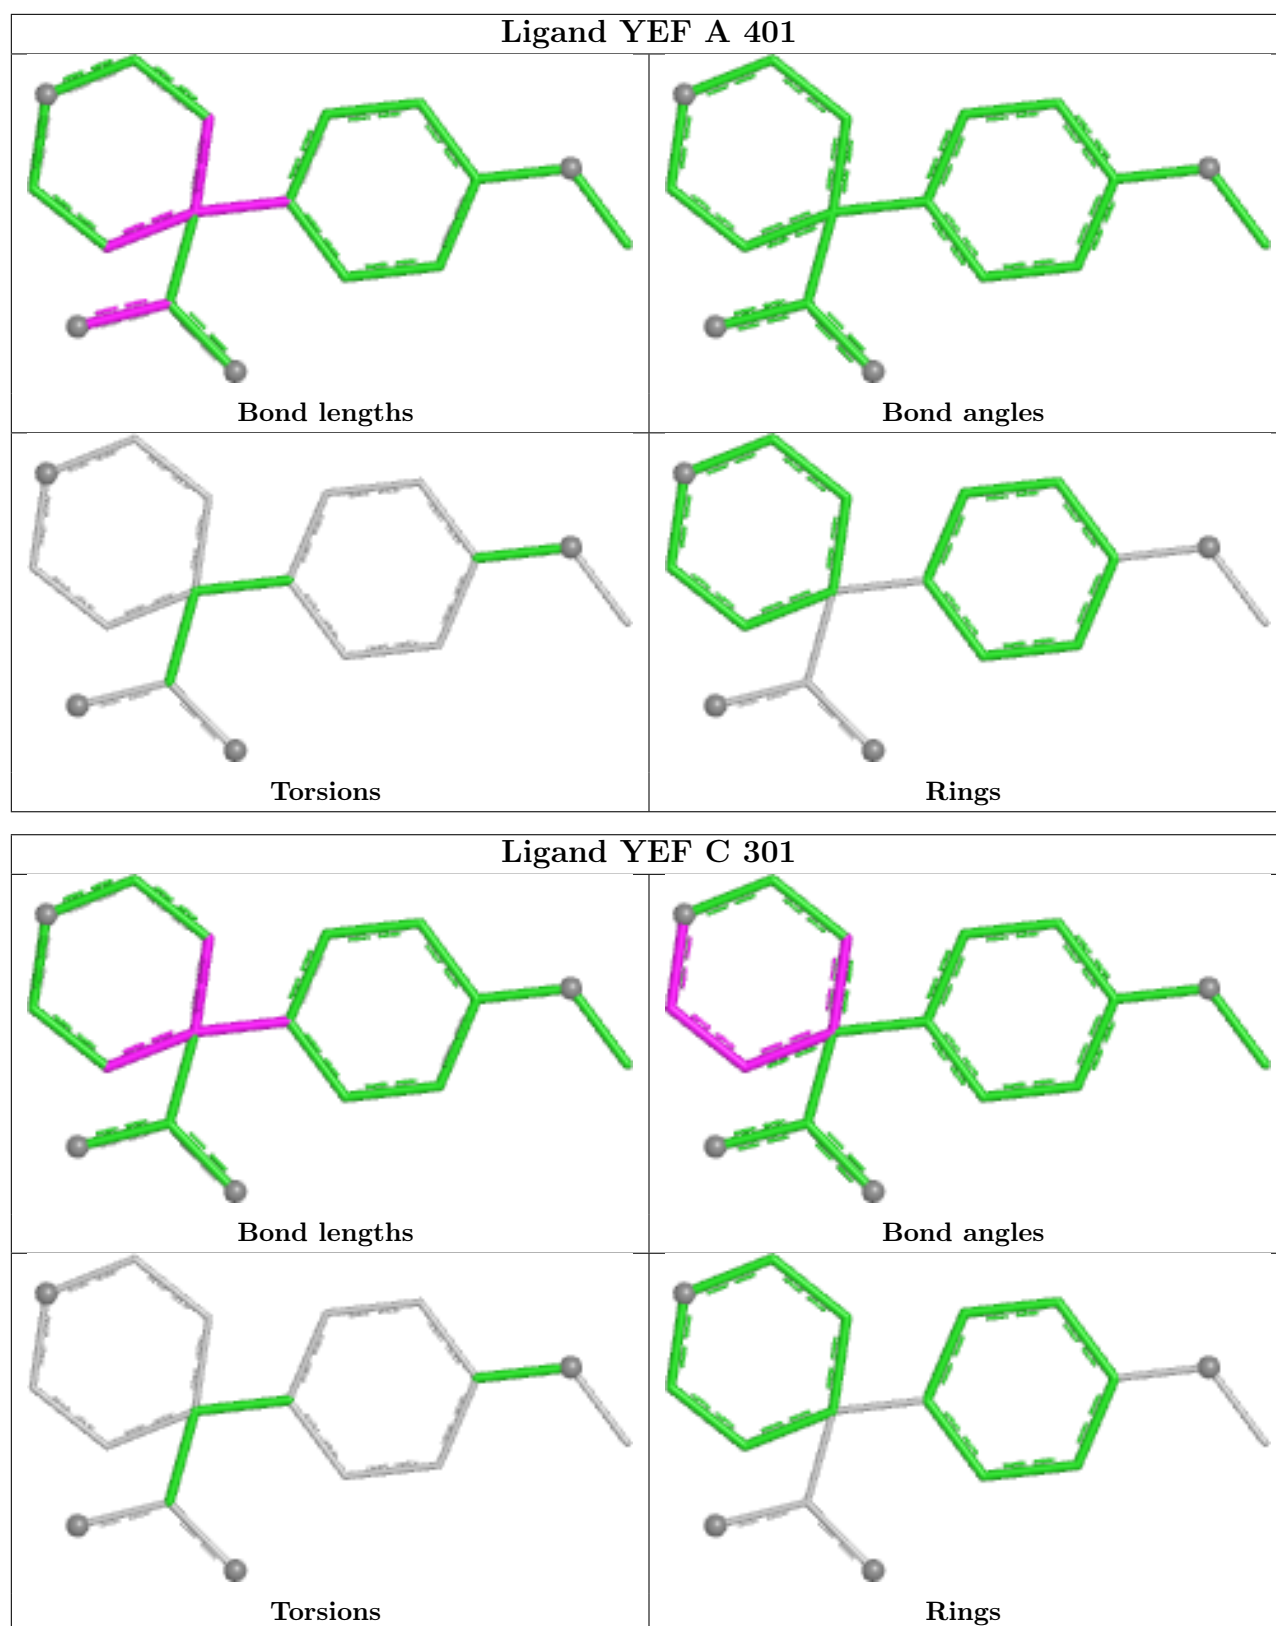 Ligand YEF A 401
Bond lengths
Bond angles
Torsions
Rings
Ligand YEF C 301
Bond lengths
Bond angles
Torsions
Rings